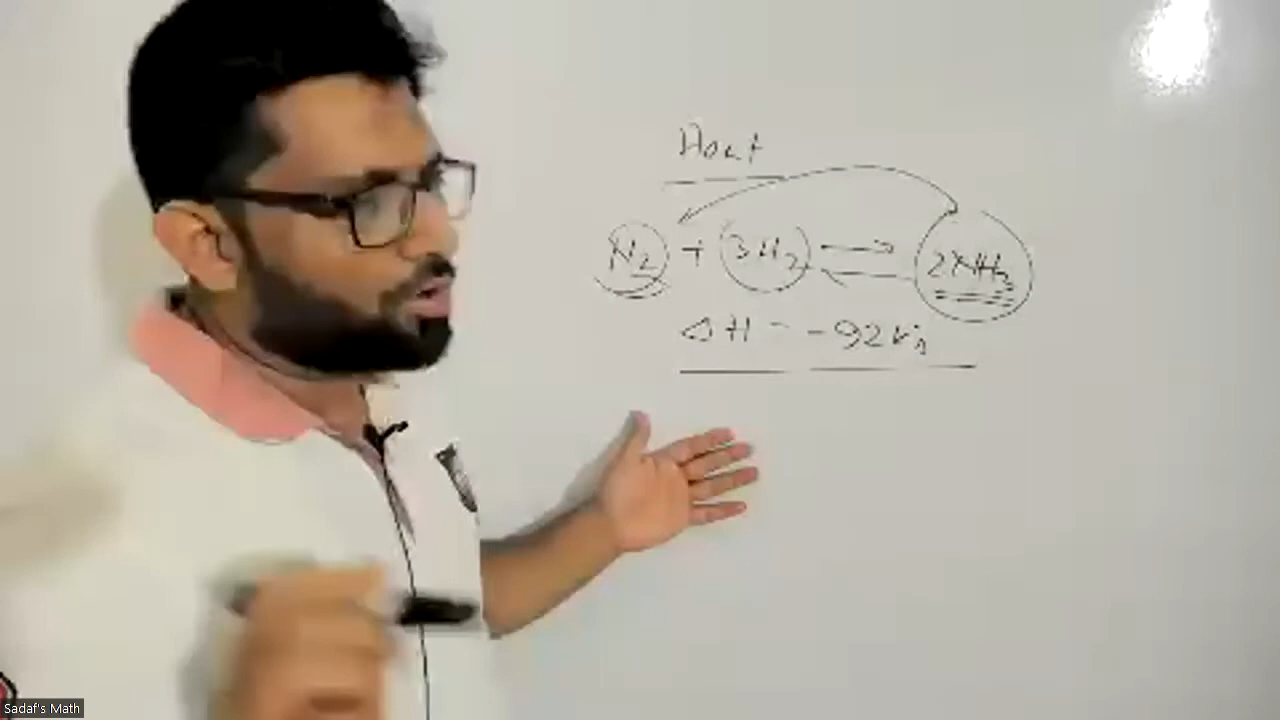 Heat
N₂ + 3H₂ ⇌ 2NH₃
ΔH = -92 kJ
Sadaf's Math